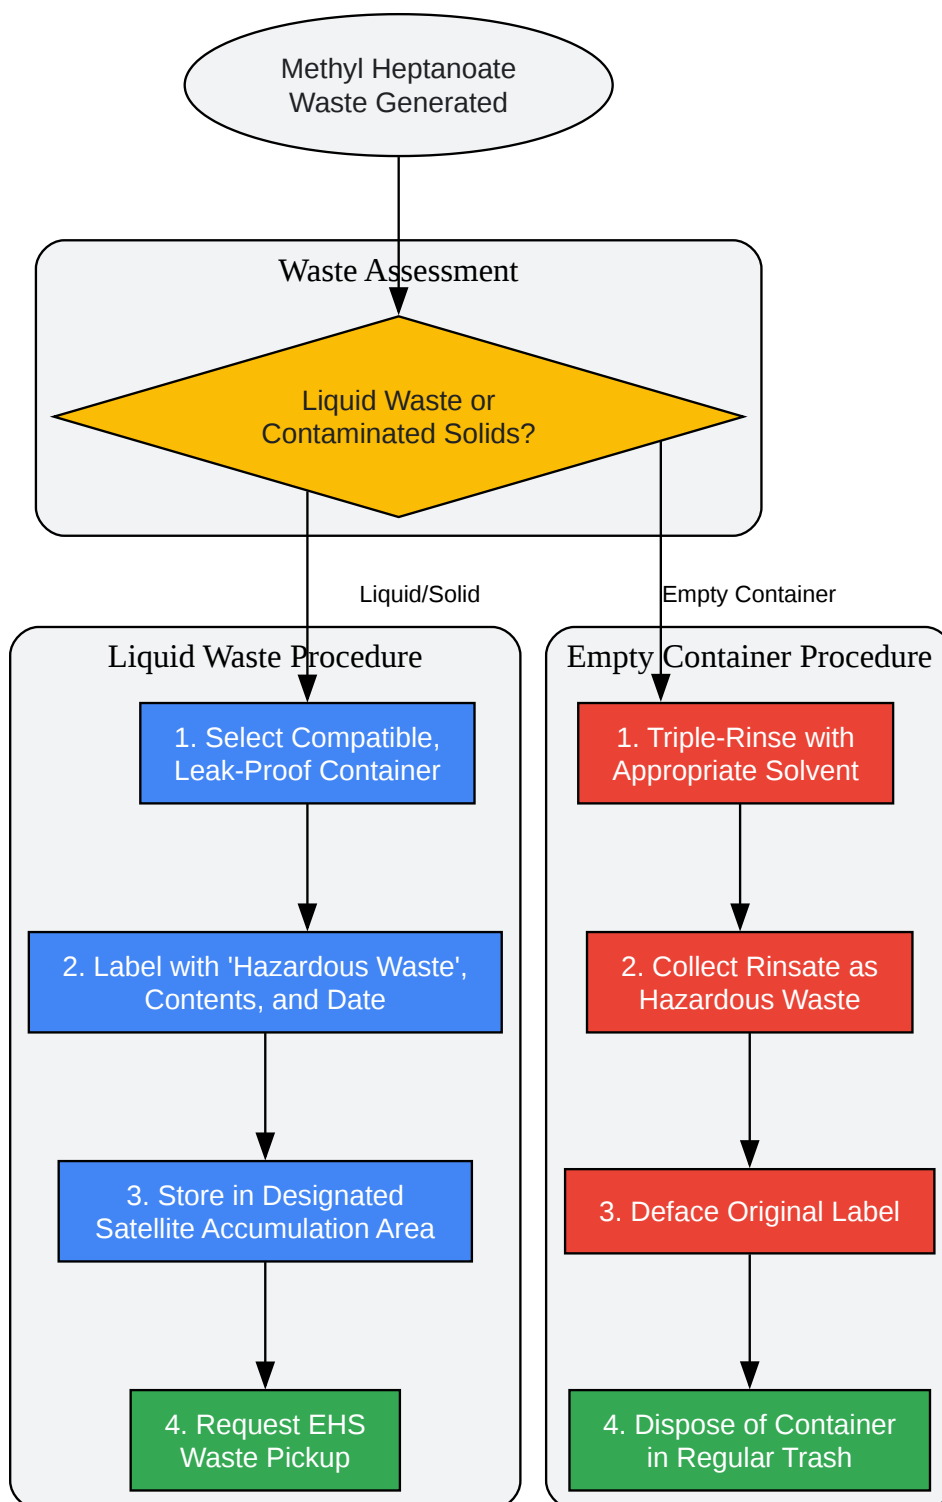 Methyl Heptanoate
Waste Generated
Waste Assessment
Liquid Waste or
Contaminated Solids?
Liquid/Solid
Empty Container
Liquid Waste Procedure
1. Select Compatible,
Leak-Proof Container
2. Label with 'Hazardous Waste',
Contents, and Date
3. Store in Designated
Satellite Accumulation Area
4. Request EHS
Waste Pickup
Empty Container Procedure
1. Triple-Rinse with
Appropriate Solvent
2. Collect Rinsate as
Hazardous Waste
3. Deface Original Label
4. Dispose of Container
in Regular Trash